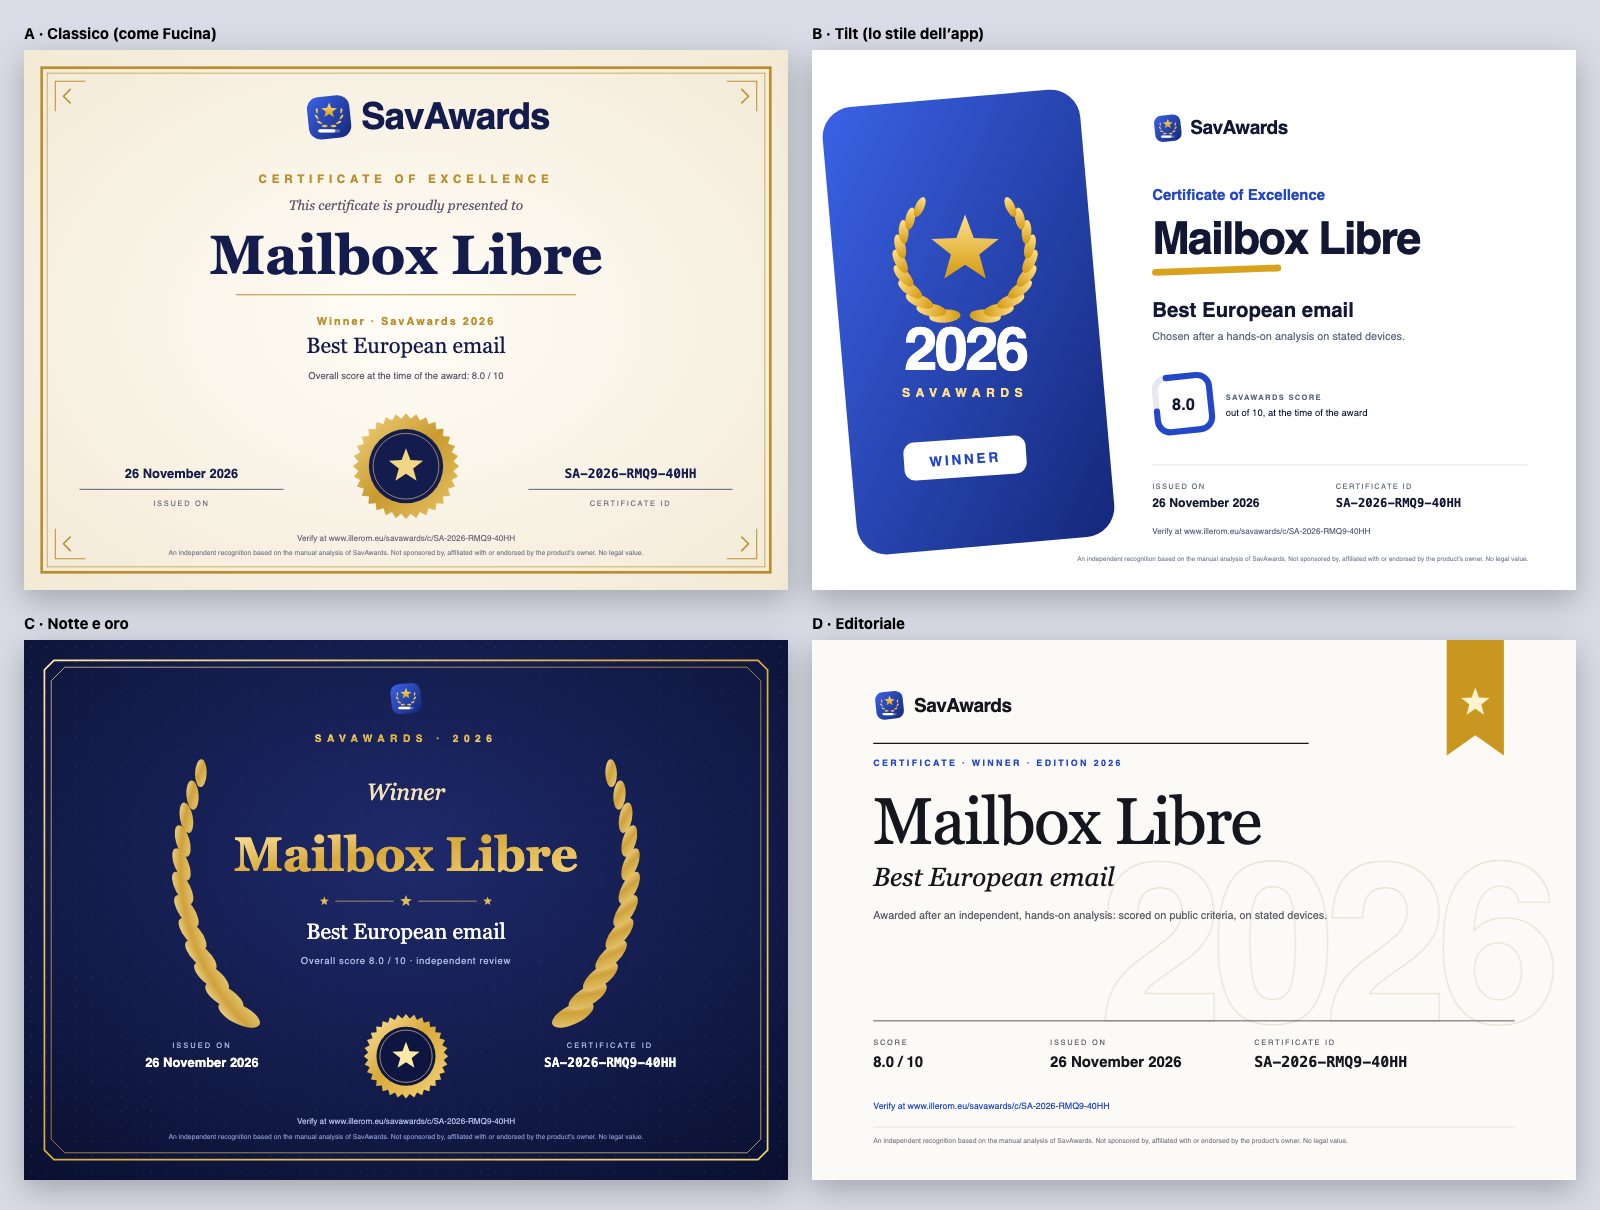 A · Classico (come Fucina)
SavAwards
CERTIFICATE OF EXCELLENCE
This certificate is proudly presented to
Mailbox Libre
Winner · SavAwards 2026
Best European email
Overall score at the time of the award: 8.0 / 10
26 November 2026
ISSUED ON
SA-2026-RMQ9-40HH
CERTIFICATE ID
Verify at www.illerom.eu/savawards/c/SA-2026-RMQ9-40HH
An independent recognition based on the manual analysis of SavAwards. Not sponsored by, affiliated with or endorsed by the product's owner. No legal value.
B · Tilt (lo stile dell’app)
2026
SAVAWARDS
WINNER
SavAwards
Certificate of Excellence
Mailbox Libre
Best European email
Chosen after a hands-on analysis on stated devices.
8.0
SAVAWARDS SCORE
out of 10, at the time of the award
ISSUED ON
26 November 2026
CERTIFICATE ID
SA-2026-RMQ9-40HH
Verify at www.illerom.eu/savawards/c/SA-2026-RMQ9-40HH
An independent recognition based on the manual analysis of SavAwards. Not sponsored by, affiliated with or endorsed by the product's owner. No legal value.
C · Notte e oro
SAVAWARDS · 2026
Winner
Mailbox Libre
Best European email
Overall score 8.0 / 10 · independent review
ISSUED ON
26 November 2026
CERTIFICATE ID
SA-2026-RMQ9-40HH
Verify at www.illerom.eu/savawards/c/SA-2026-RMQ9-40HH
An independent recognition based on the manual analysis of SavAwards. Not sponsored by, affiliated with or endorsed by the product's owner. No legal value.
D · Editoriale
SavAwards
CERTIFICATE · WINNER · EDITION 2026
Mailbox Libre
Best European email
Awarded after an independent, hands-on analysis: scored on public criteria, on stated devices.
2026
SCORE
8.0 / 10
ISSUED ON
26 November 2026
CERTIFICATE ID
SA-2026-RMQ9-40HH
Verify at www.illerom.eu/savawards/c/SA-2026-RMQ9-40HH
An independent recognition based on the manual analysis of SavAwards. Not sponsored by, affiliated with or endorsed by the product's owner. No legal value.